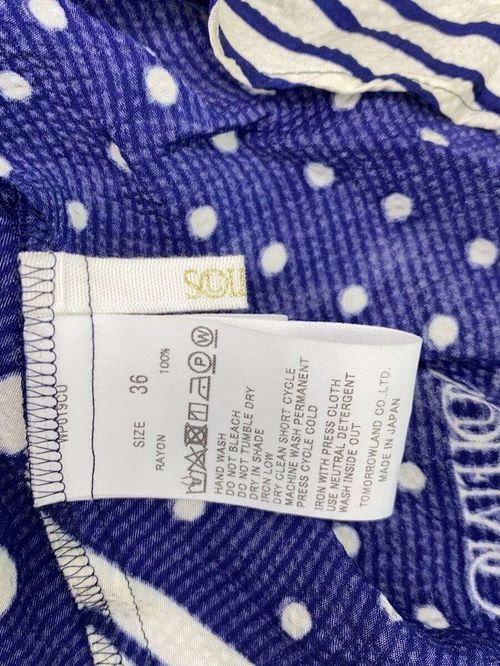 WF019CU
SIZE 36
RAYON 100%
HAND WASH
DO NOT BLEACH
DO NOT TUMBLE DRY
DRY IN SHADE
IRON LOW
DRY CLEAN SHORT CYCLE
MACHINE WASH PERMANENT
PRESS CYCLE COLD
IRON WITH PRESS CLOTH
USE NEUTRAL DETERGENT
WASH INSIDE OUT
TOMORROWLAND CO.,LTD.
MADE IN JAPAN